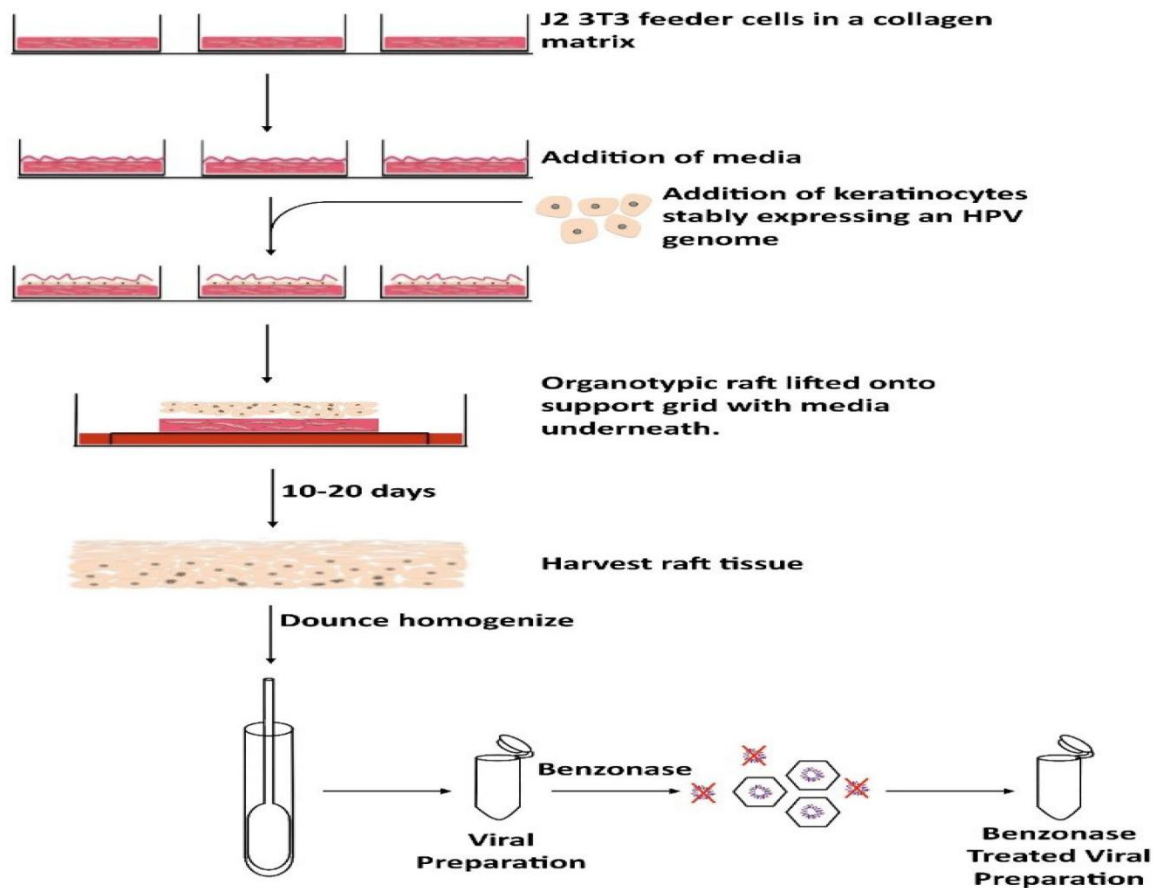 J2 3T3 feeder cells in a collagen
matrix
Addition of media
Addition of keratinocytes
stably expressing an HPV
genome
Organotypic raft lifted onto
support grid with media
underneath.
10-20 days
Harvest raft tissue
Dounce homogenize
Benzonase
Viral
Preparation
Benzonase
Treated Viral
Preparation